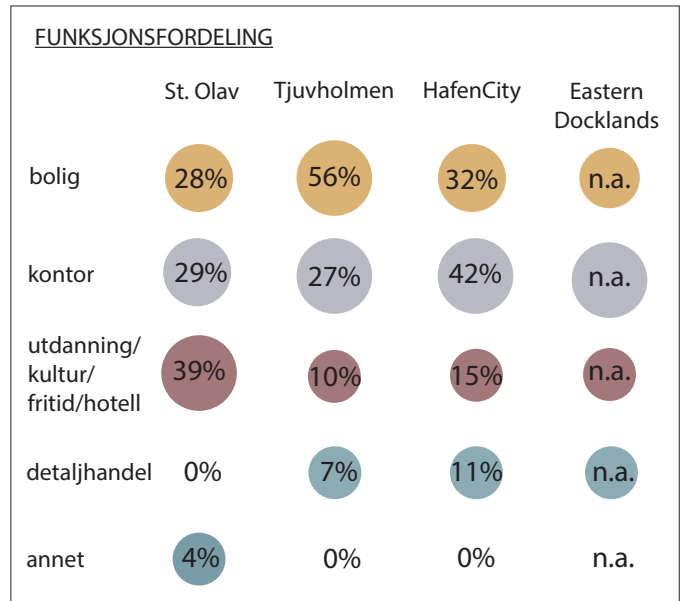 FUNKSJONSFORDELING
St. Olav Tjuvholmen HafenCity Eastern
Docklands
bolig 28% 56% 32% n.a.
kontor 29% 27% 42% n.a.
utdanning/
kultur/ 39% 10% 15% n.a.
fritid/hotell
detaljhandel 0% 7% 11% n.a.
annet 4% 0% 0% n.a.